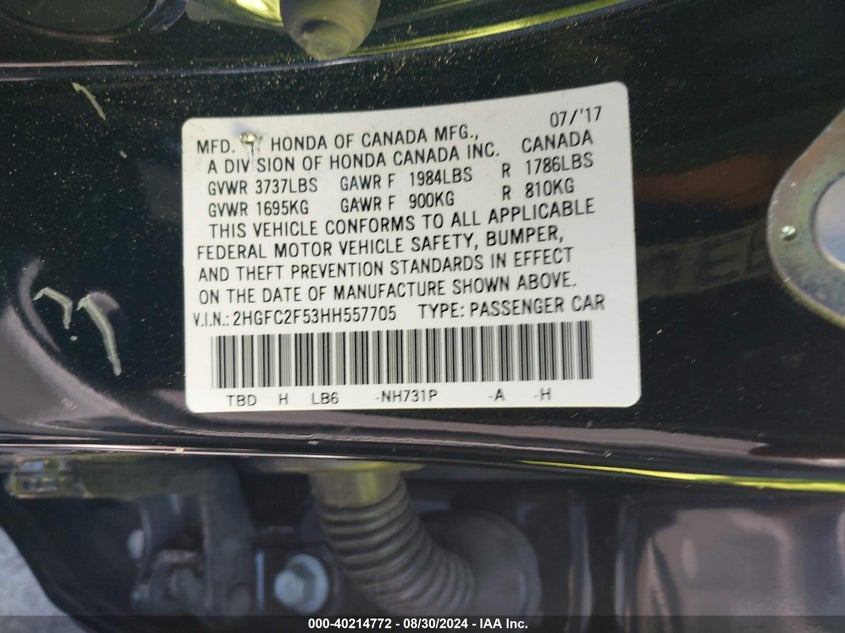 07/'17
MFD. HONDA OF CANADA MFG., CANADA
A DIVISION OF HONDA CANADA INC.
GVWR 3737LBS GAWR F 1984LBS R 1786LBS
GVWR 1695KG GAWR F 900KG R 810KG
THIS VEHICLE CONFORMS TO ALL APPLICABLE
FEDERAL MOTOR VEHICLE SAFETY, BUMPER,
AND THEFT PREVENTION STANDARDS IN EFFECT
ON THE DATE OF MANUFACTURE SHOWN ABOVE.
V.I.N.: 2HGFC2F53HH557705 TYPE: PASSENGER CAR
TBD H LB6 -NH731P -A -H
000-40214772 - 08/30/2024 - IAA Inc.